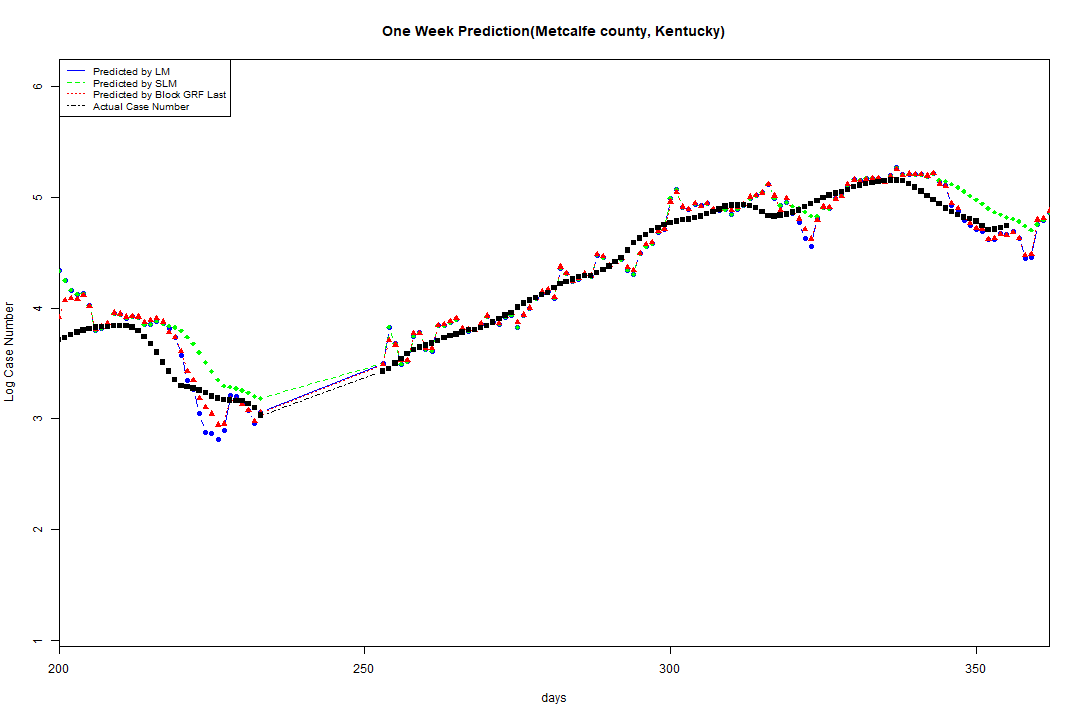 One Week Prediction(Metcalfe county, Kentucky)
Predicted by LM
Predicted by SLM
Predicted by Block GRF Last
Actual Case Number
6
5
4
3
2
1
Log Case Number
200
250
300
350
days